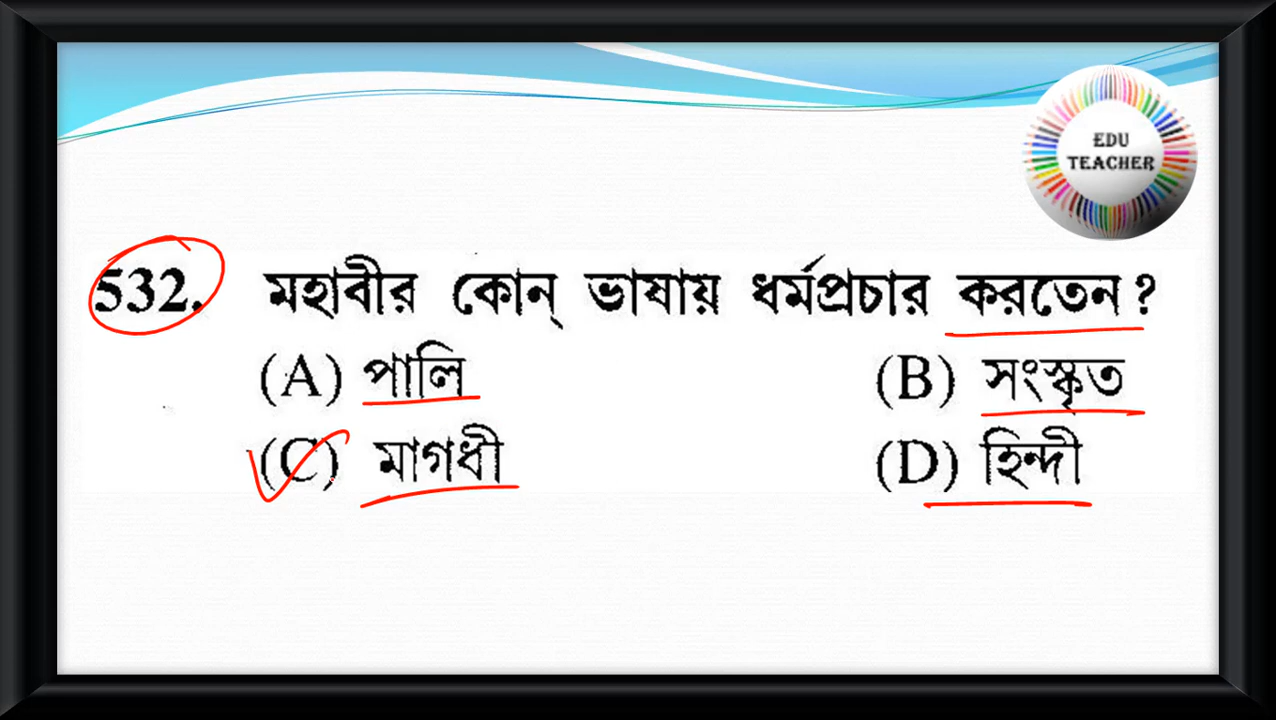 EDU
TEACHER
532. মহাবীর কোন্ ভাষায় ধর্মপ্রচার করতেন ?
(A) পালি (B) সংস্কৃত
(C) মাগধী (D) হিন্দী